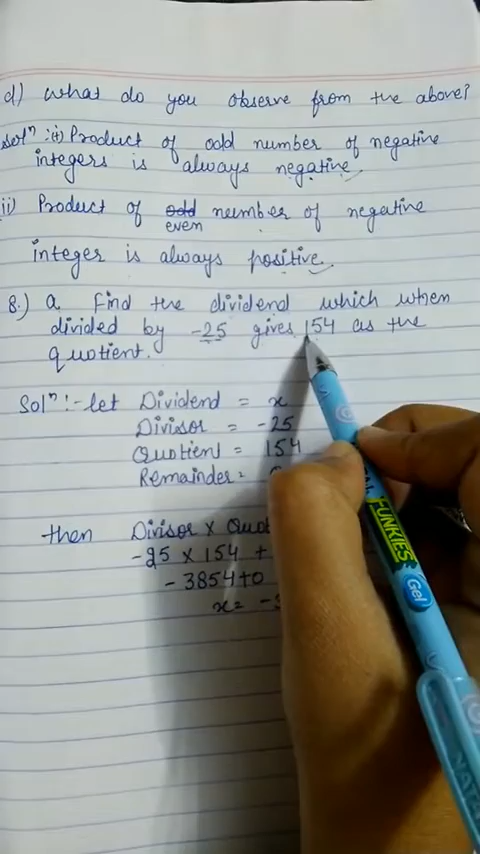 d) What do you observe from the above?
Solⁿ :(i) Product of odd number of negative
integers is always negative.
ii) Product of odd number of negative
even
integer is always positive.
8.) a Find the dividend which when
divided by -25 gives 154 as the
quotient.
Solⁿ :- let Dividend = x
Divisor = -25
Quotient = 154
Remainder =
then Divisor x
-25 x 154 +
- 3854+0
x = -
FUNKIES
Gel